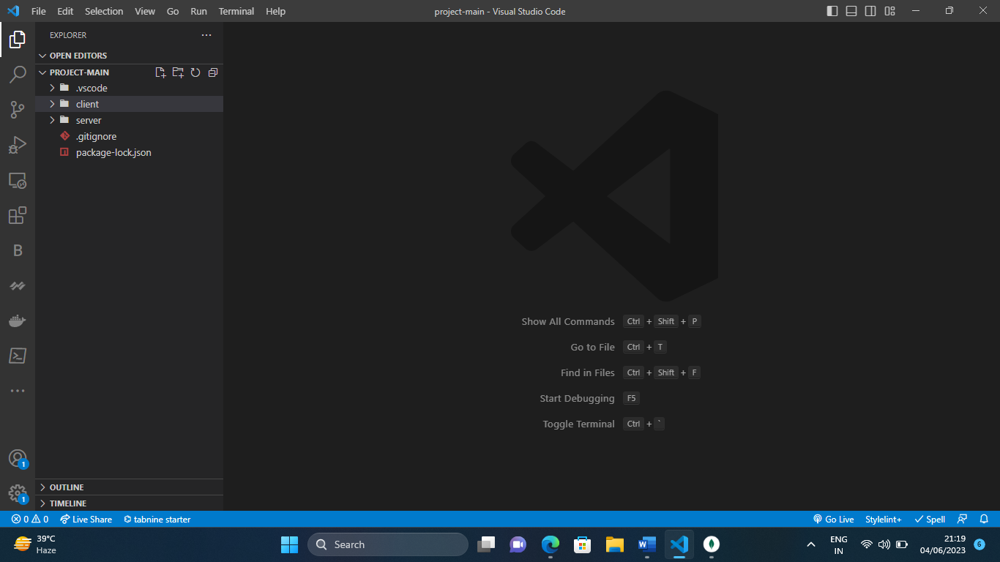 File Edit Selection View Go Run Terminal Help
project-main - Visual Studio Code
EXPLORER
OPEN EDITORS
PROJECT-MAIN
.vscode
client
server
.gitignore
package-lock.json
B
Show All Commands Ctrl + Shift + P
Go to File Ctrl + T
Find in Files Ctrl + Shift + F
Start Debugging F5
Toggle Terminal Ctrl + `
1
1
OUTLINE
TIMELINE
0 0 Live Share tabnine starter Go Live Stylelint+ Spell
39°C
Haze
Search
ENG
IN
21:19
04/06/2023
6